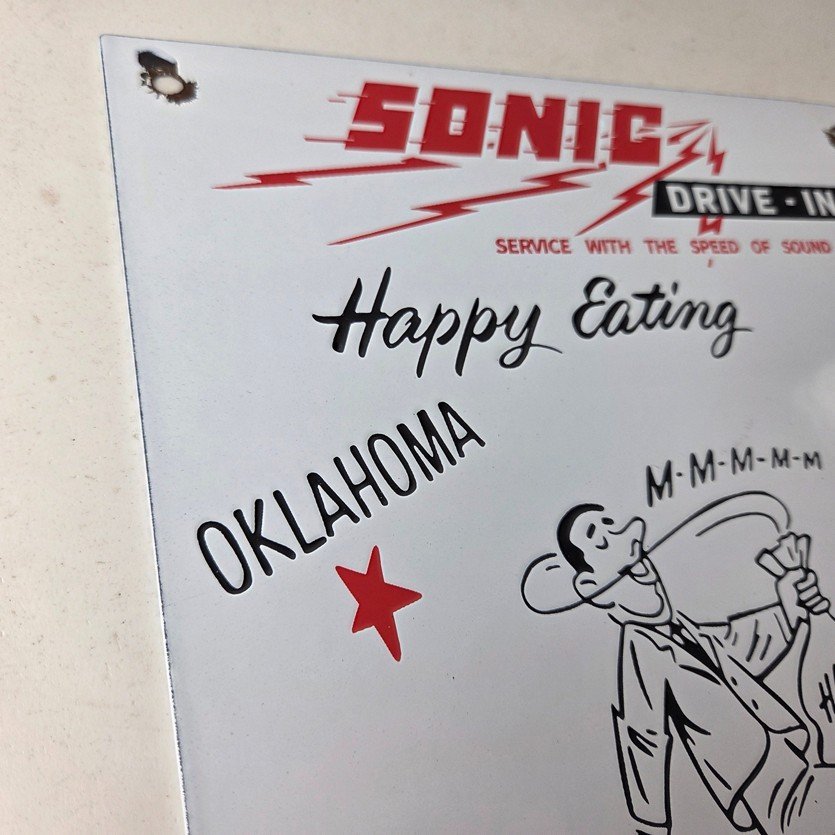 SONIC
DRIVE - IN
SERVICE WITH THE SPEED OF SOUND
Happy Eating
OKLAHOMA
M-M-M-M-M